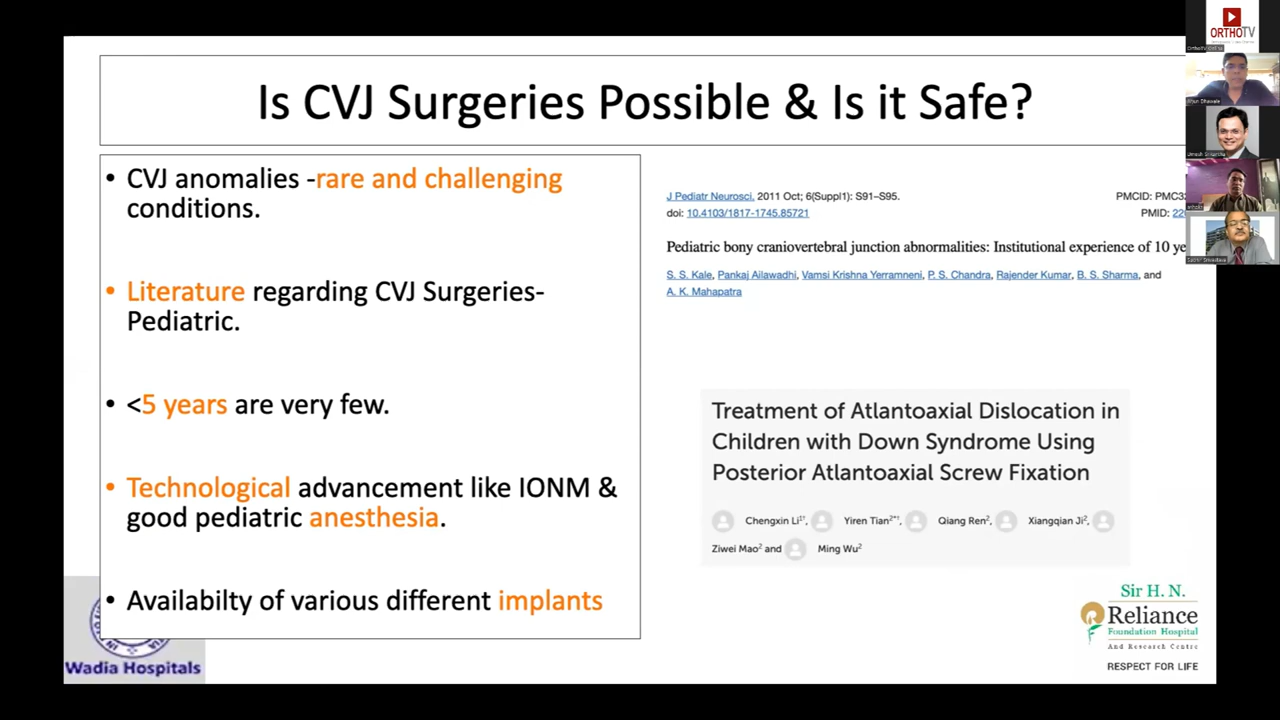 Is CVJ Surgeries Possible & Is it Safe?
• CVJ anomalies -rare and challenging
conditions.
• Literature regarding CVJ Surgeries-
Pediatric.
• <5 years are very few.
• Technological advancement like IONM &
good pediatric anesthesia.
• Availabilty of various different implants
Wadia Hospitals
J Pediatr Neurosci. 2011 Oct; 6(Suppl1): S91–S95.
doi: 10.4103/1817-1745.85721
PMCID: PMC3
PMID: 22
Pediatric bony craniovertebral junction abnormalities: Institutional experience of 10 ye
S. S. Kale, Pankaj Ailawadhi, Vamsi Krishna Yerramneni, P. S. Chandra, Rajender Kumar, B. S. Sharma, and
A. K. Mahapatra
Treatment of Atlantoaxial Dislocation in
Children with Down Syndrome Using
Posterior Atlantoaxial Screw Fixation
Chengxin Li1†, Yiren Tian2*†, Qiang Ren2, Xiangqian Ji2,
Ziwei Mao2 and Ming Wu2
Sir H. N.
Reliance
Foundation Hospital
And Research Centre
RESPECT FOR LIFE
ORTHOTV